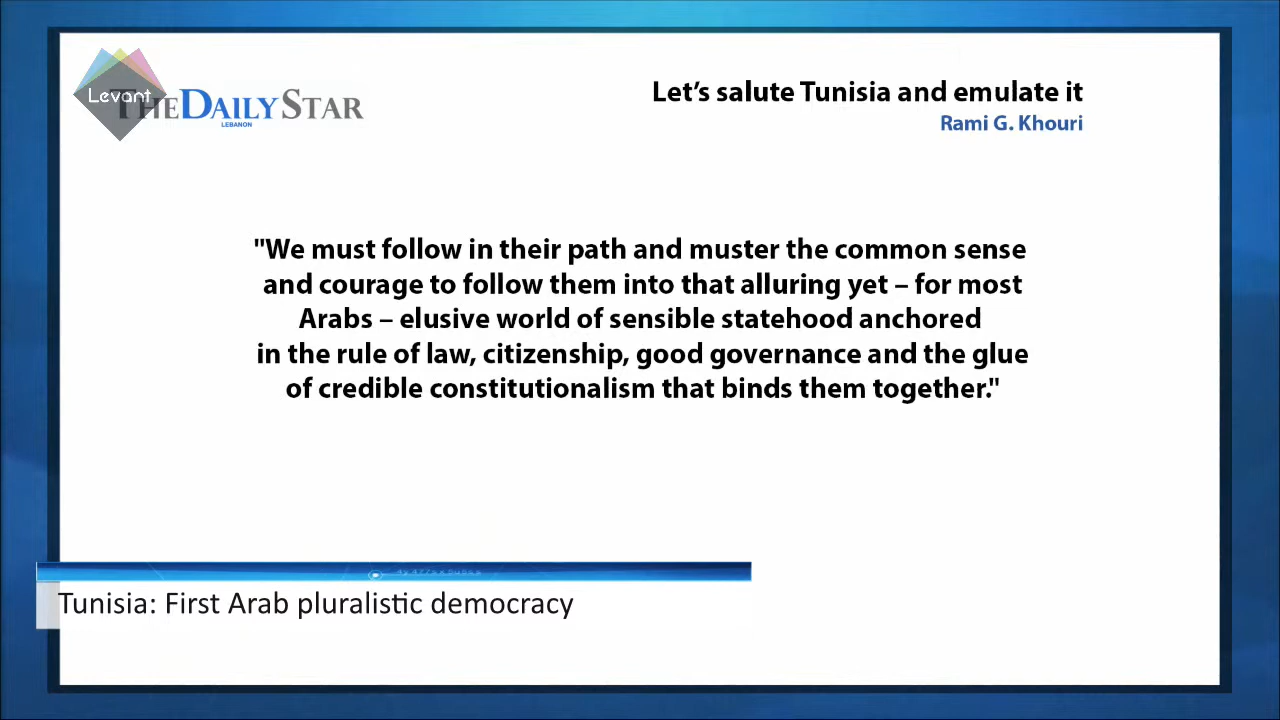 Levant
THE DAILY STAR
LEBANON
Let’s salute Tunisia and emulate it
Rami G. Khouri
"We must follow in their path and muster the common sense
and courage to follow them into that alluring yet – for most
Arabs – elusive world of sensible statehood anchored
in the rule of law, citizenship, good governance and the glue
of credible constitutionalism that binds them together."
Tunisia: First Arab pluralistic democracy